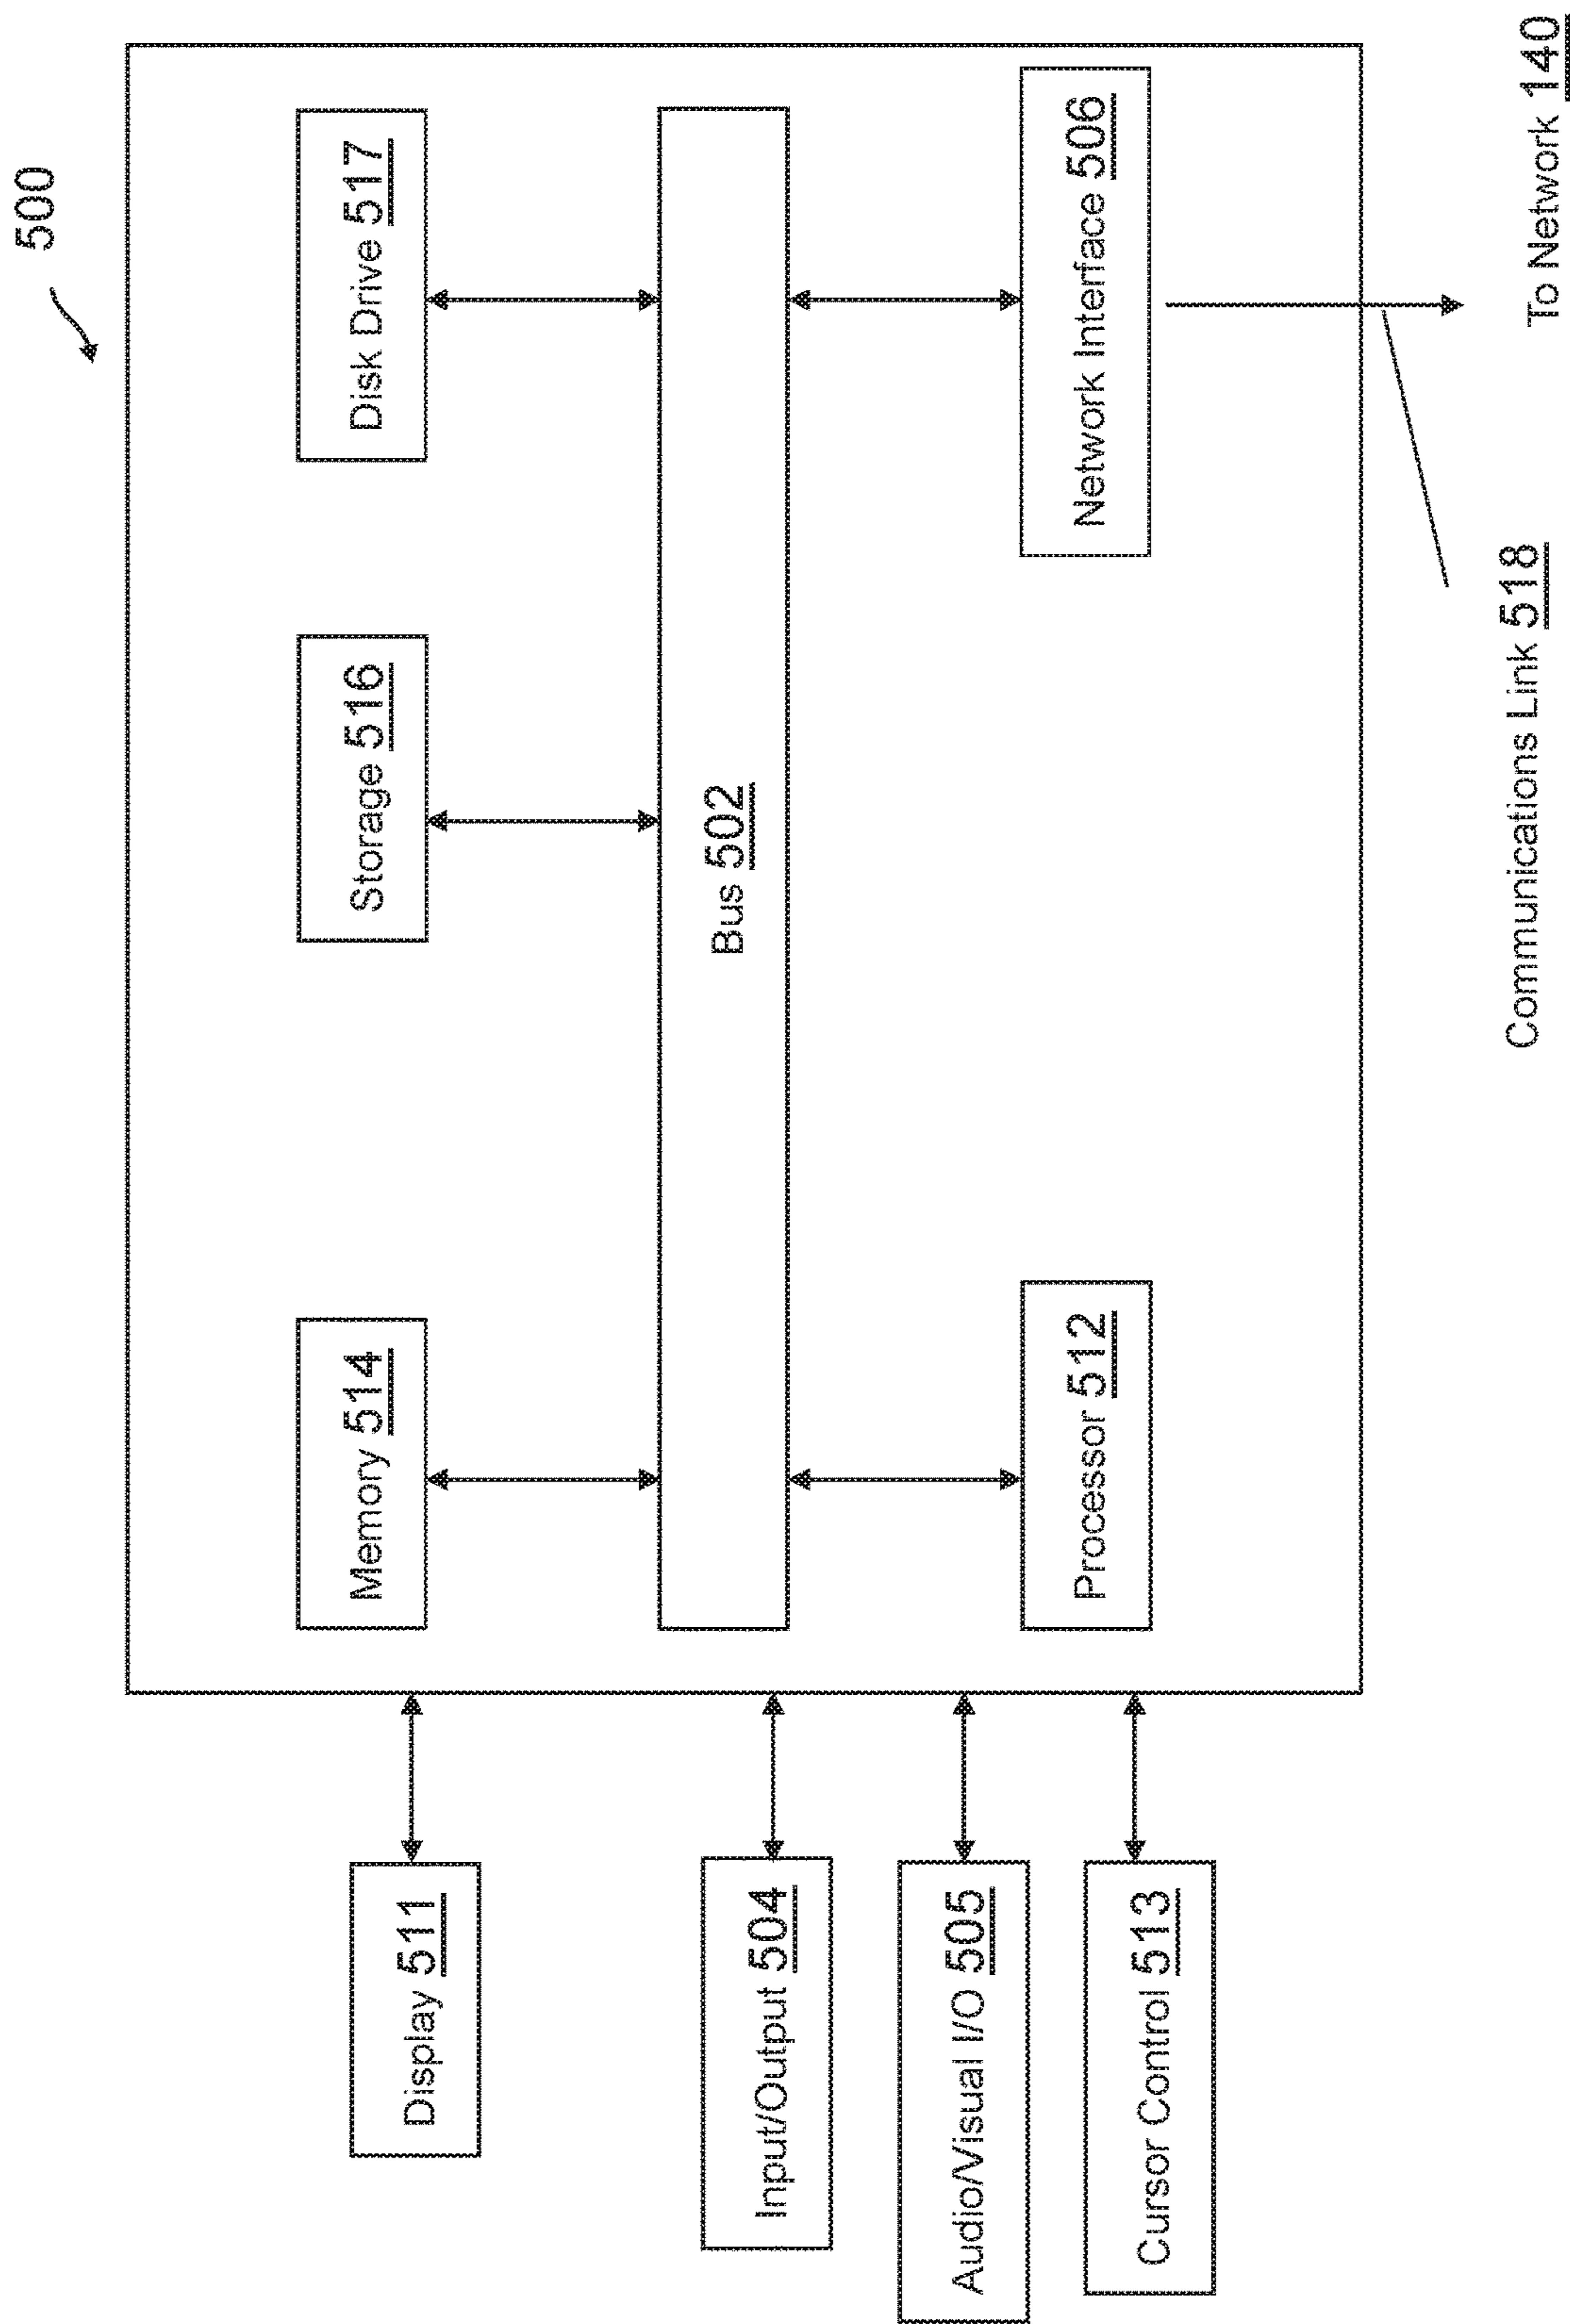 500
Display 511
Memory 514
Storage 516
Disk Drive 517
Input/Output 504
Bus 502
Audio/Visual I/O 505
Cursor Control 513
Processor 512
Network Interface 506
Communications Link 518
To Network 140